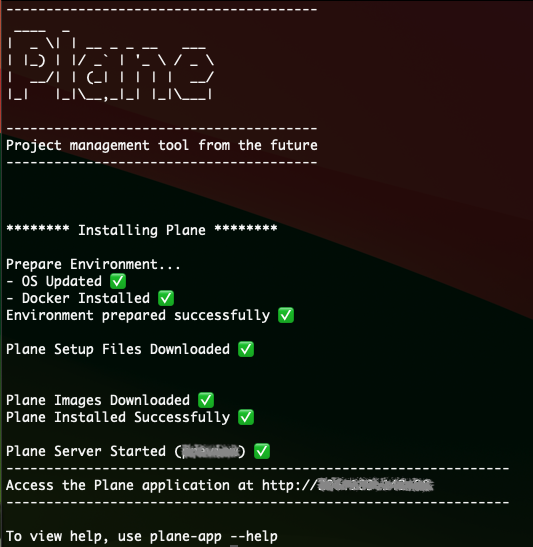 Plane
Project management tool from the future
******** Installing Plane ********
Prepare Environment...
- OS Updated ✅
- Docker Installed ✅
Environment prepared successfully ✅
Plane Setup Files Downloaded ✅
Plane Images Downloaded ✅
Plane Installed Successfully ✅
Plane Server Started () ✅
Access the Plane application at http://
To view help, use plane-app --help